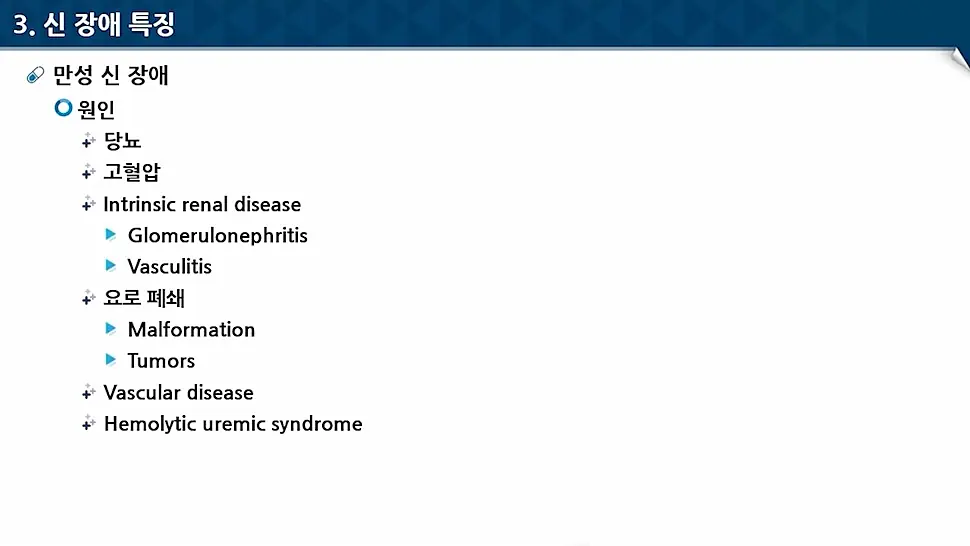 3. 신 장애 특징
만성 신 장애
원인
당뇨
고혈압
Intrinsic renal disease
Glomerulonephritis
Vasculitis
요로 폐쇄
Malformation
Tumors
Vascular disease
Hemolytic uremic syndrome